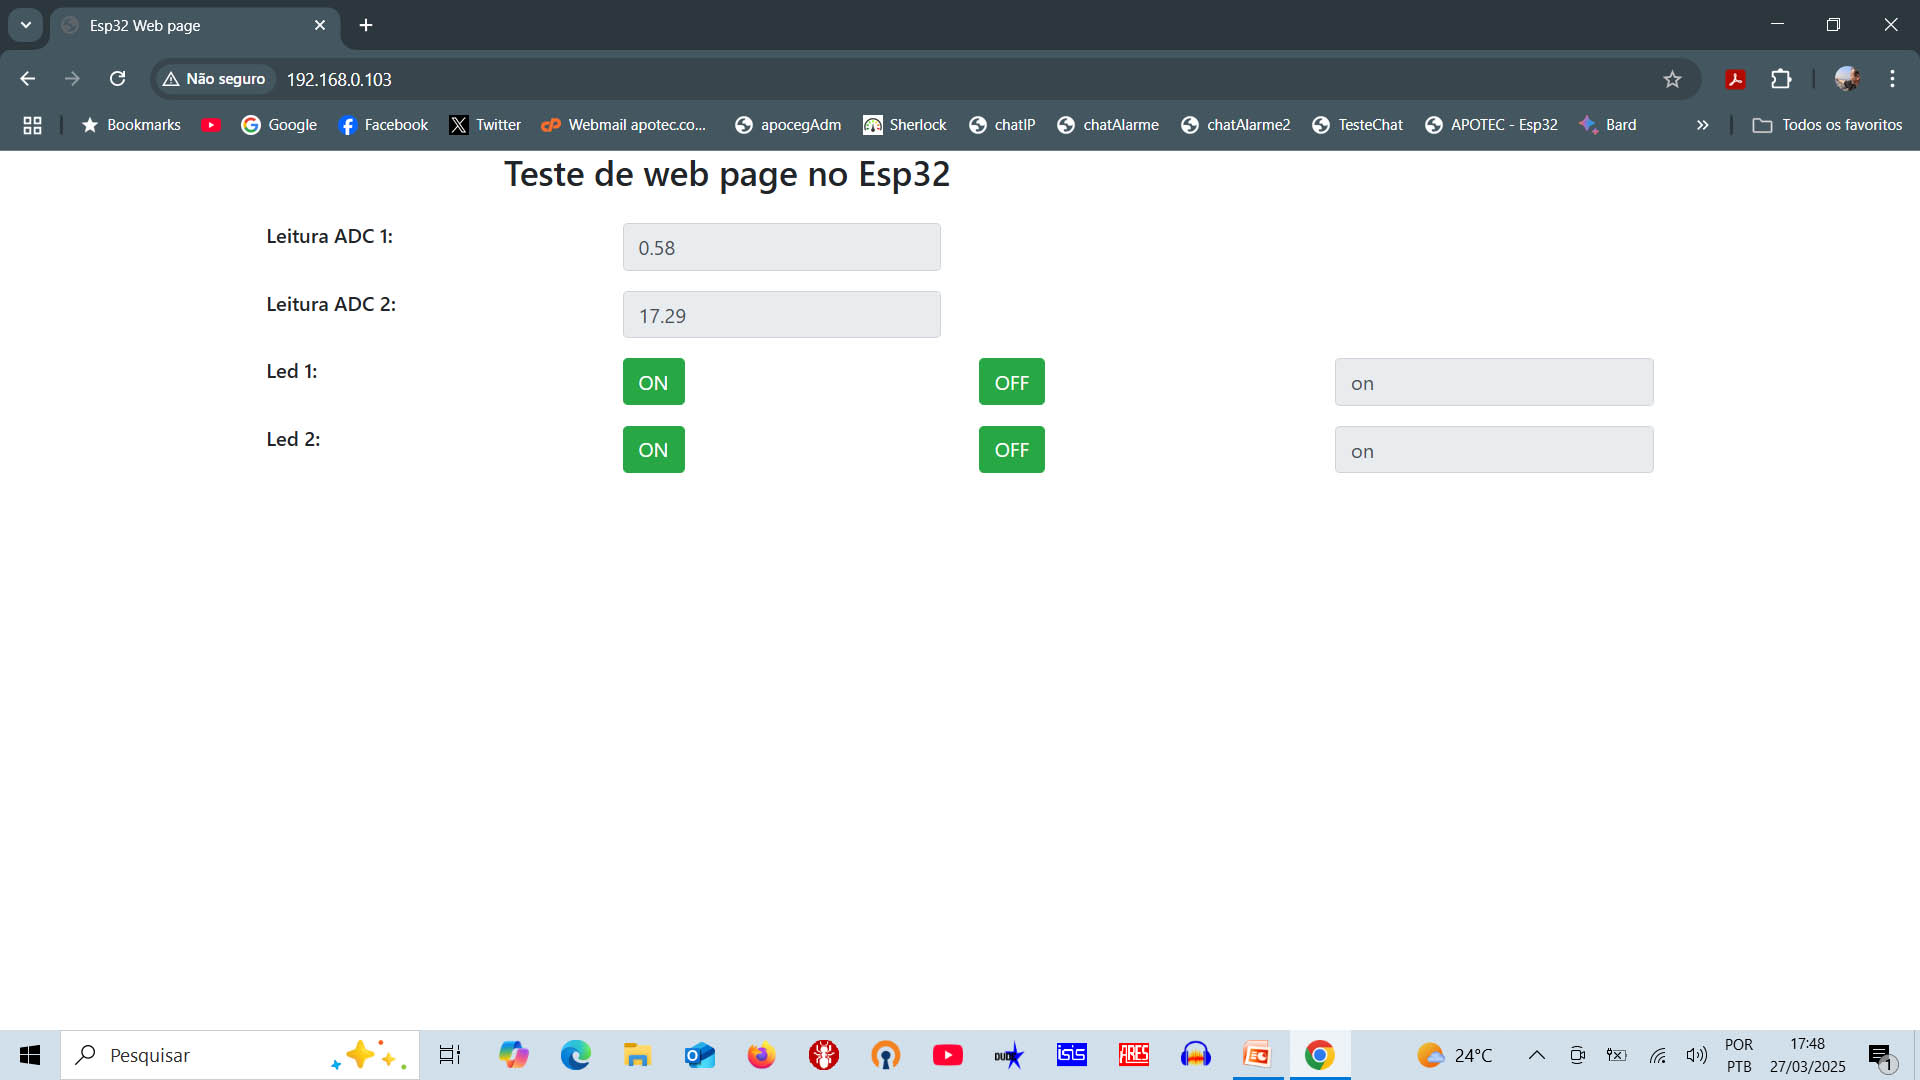 Esp32 Web page
Não seguro 192.168.0.103
Bookmarks Google Facebook Twitter Webmail apotec.co... apocegAdm Sherlock chatIP chatAlarme chatAlarme2 TesteChat APOTEC - Esp32 Bard Todos os favoritos
Teste de web page no Esp32
Leitura ADC 1: 0.58
Leitura ADC 2: 17.29
Led 1: ON OFF on
Led 2: ON OFF on
Pesquisar
ISIS
ARES
24°C
POR
PTB
17:48
27/03/2025
1